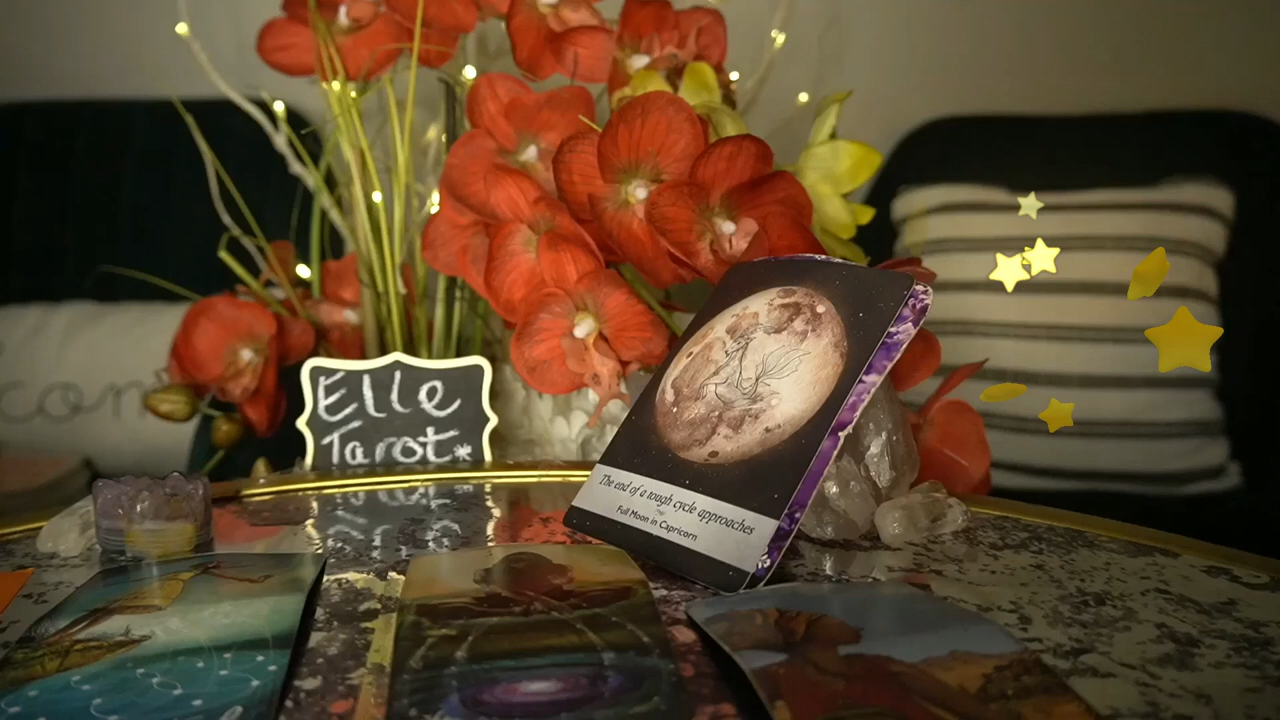 Elle
Tarot*
The end of a tough cycle approaches
Full Moon in Capricorn